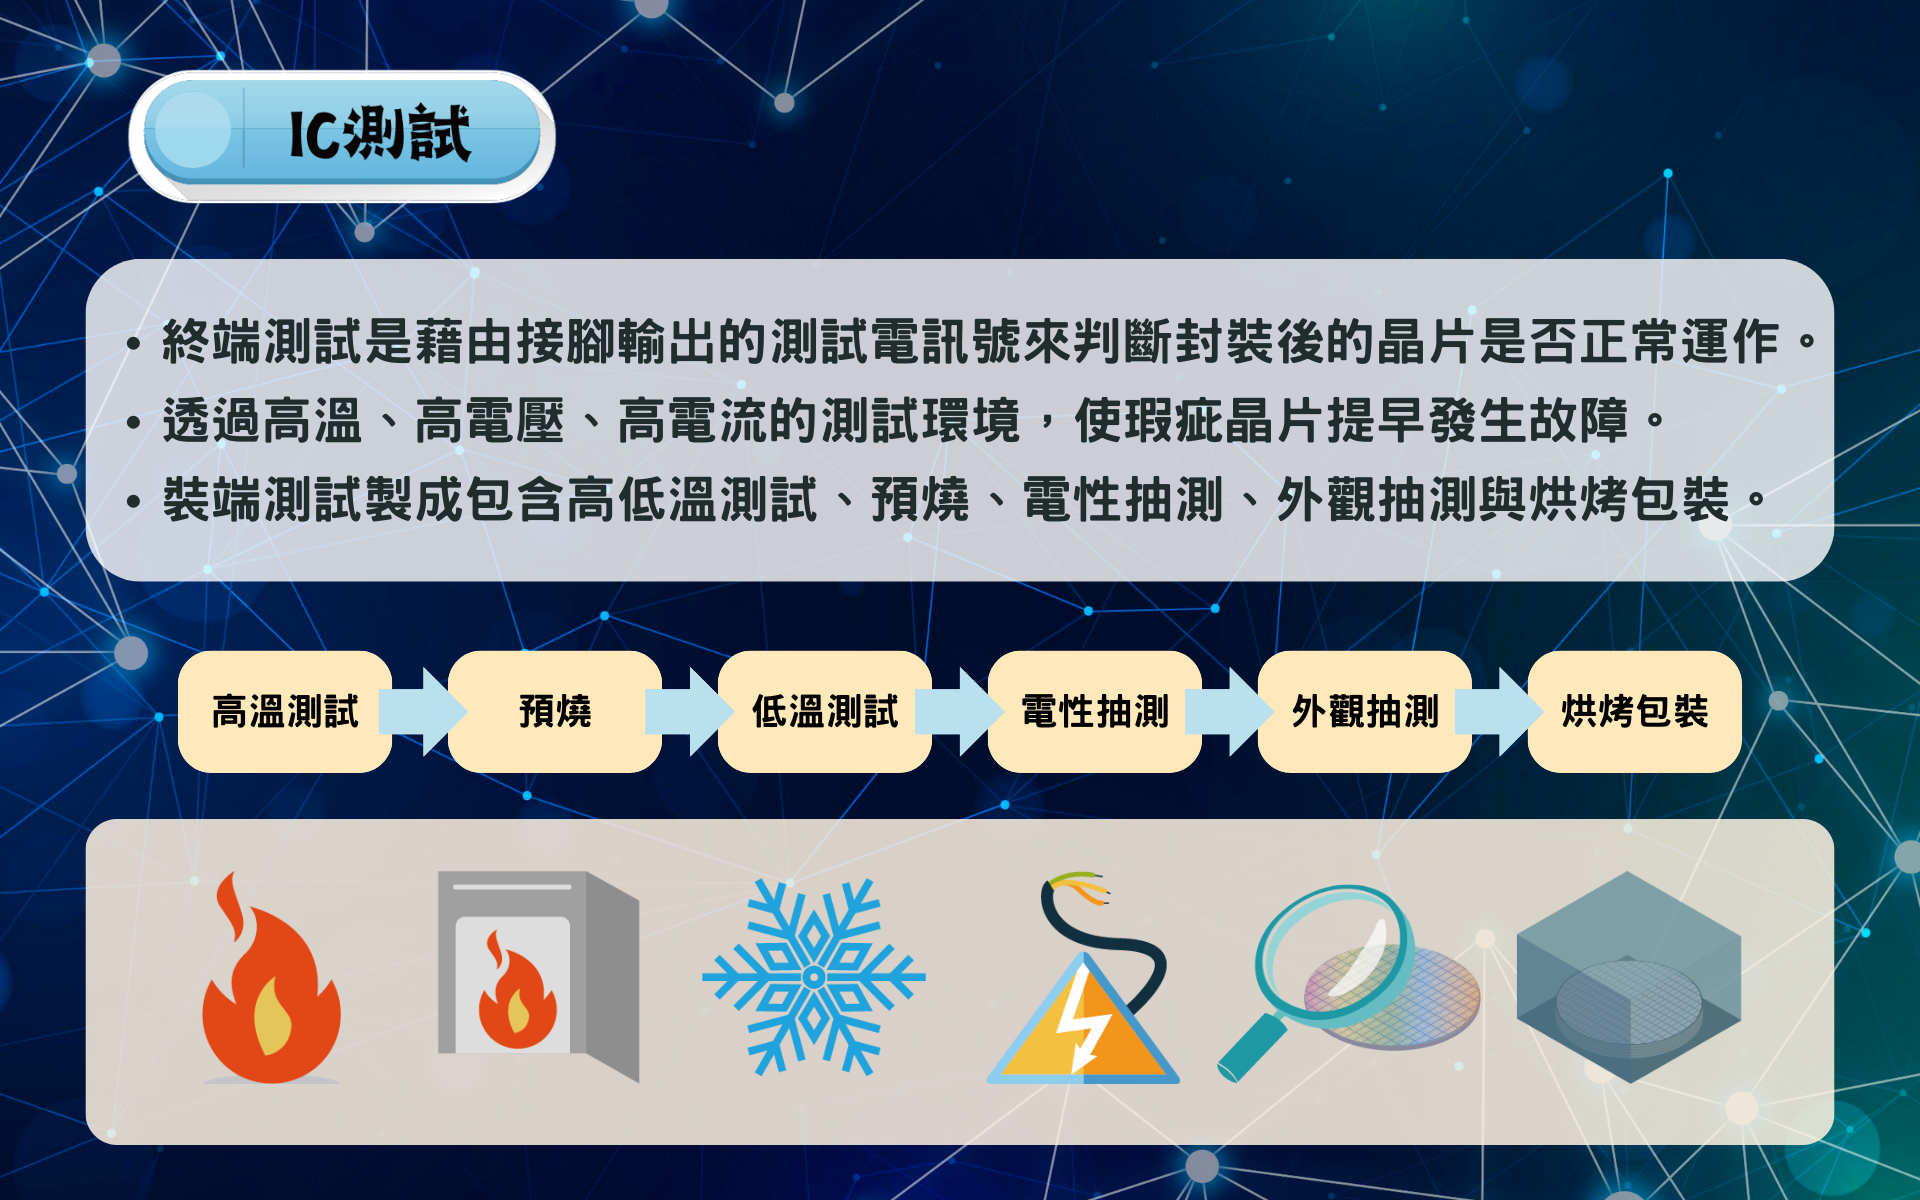 IC測試
• 終端測試是藉由接腳輸出的測試電訊號來判斷封裝後的晶片是否正常運作。
• 透過高溫、高電壓、高電流的測試環境，使瑕疵晶片提早發生故障。
• 裝端測試製成包含高低溫測試、預燒、電性抽測、外觀抽測與烘烤包裝。
高溫測試
預燒
低溫測試
電性抽測
外觀抽測
烘烤包裝